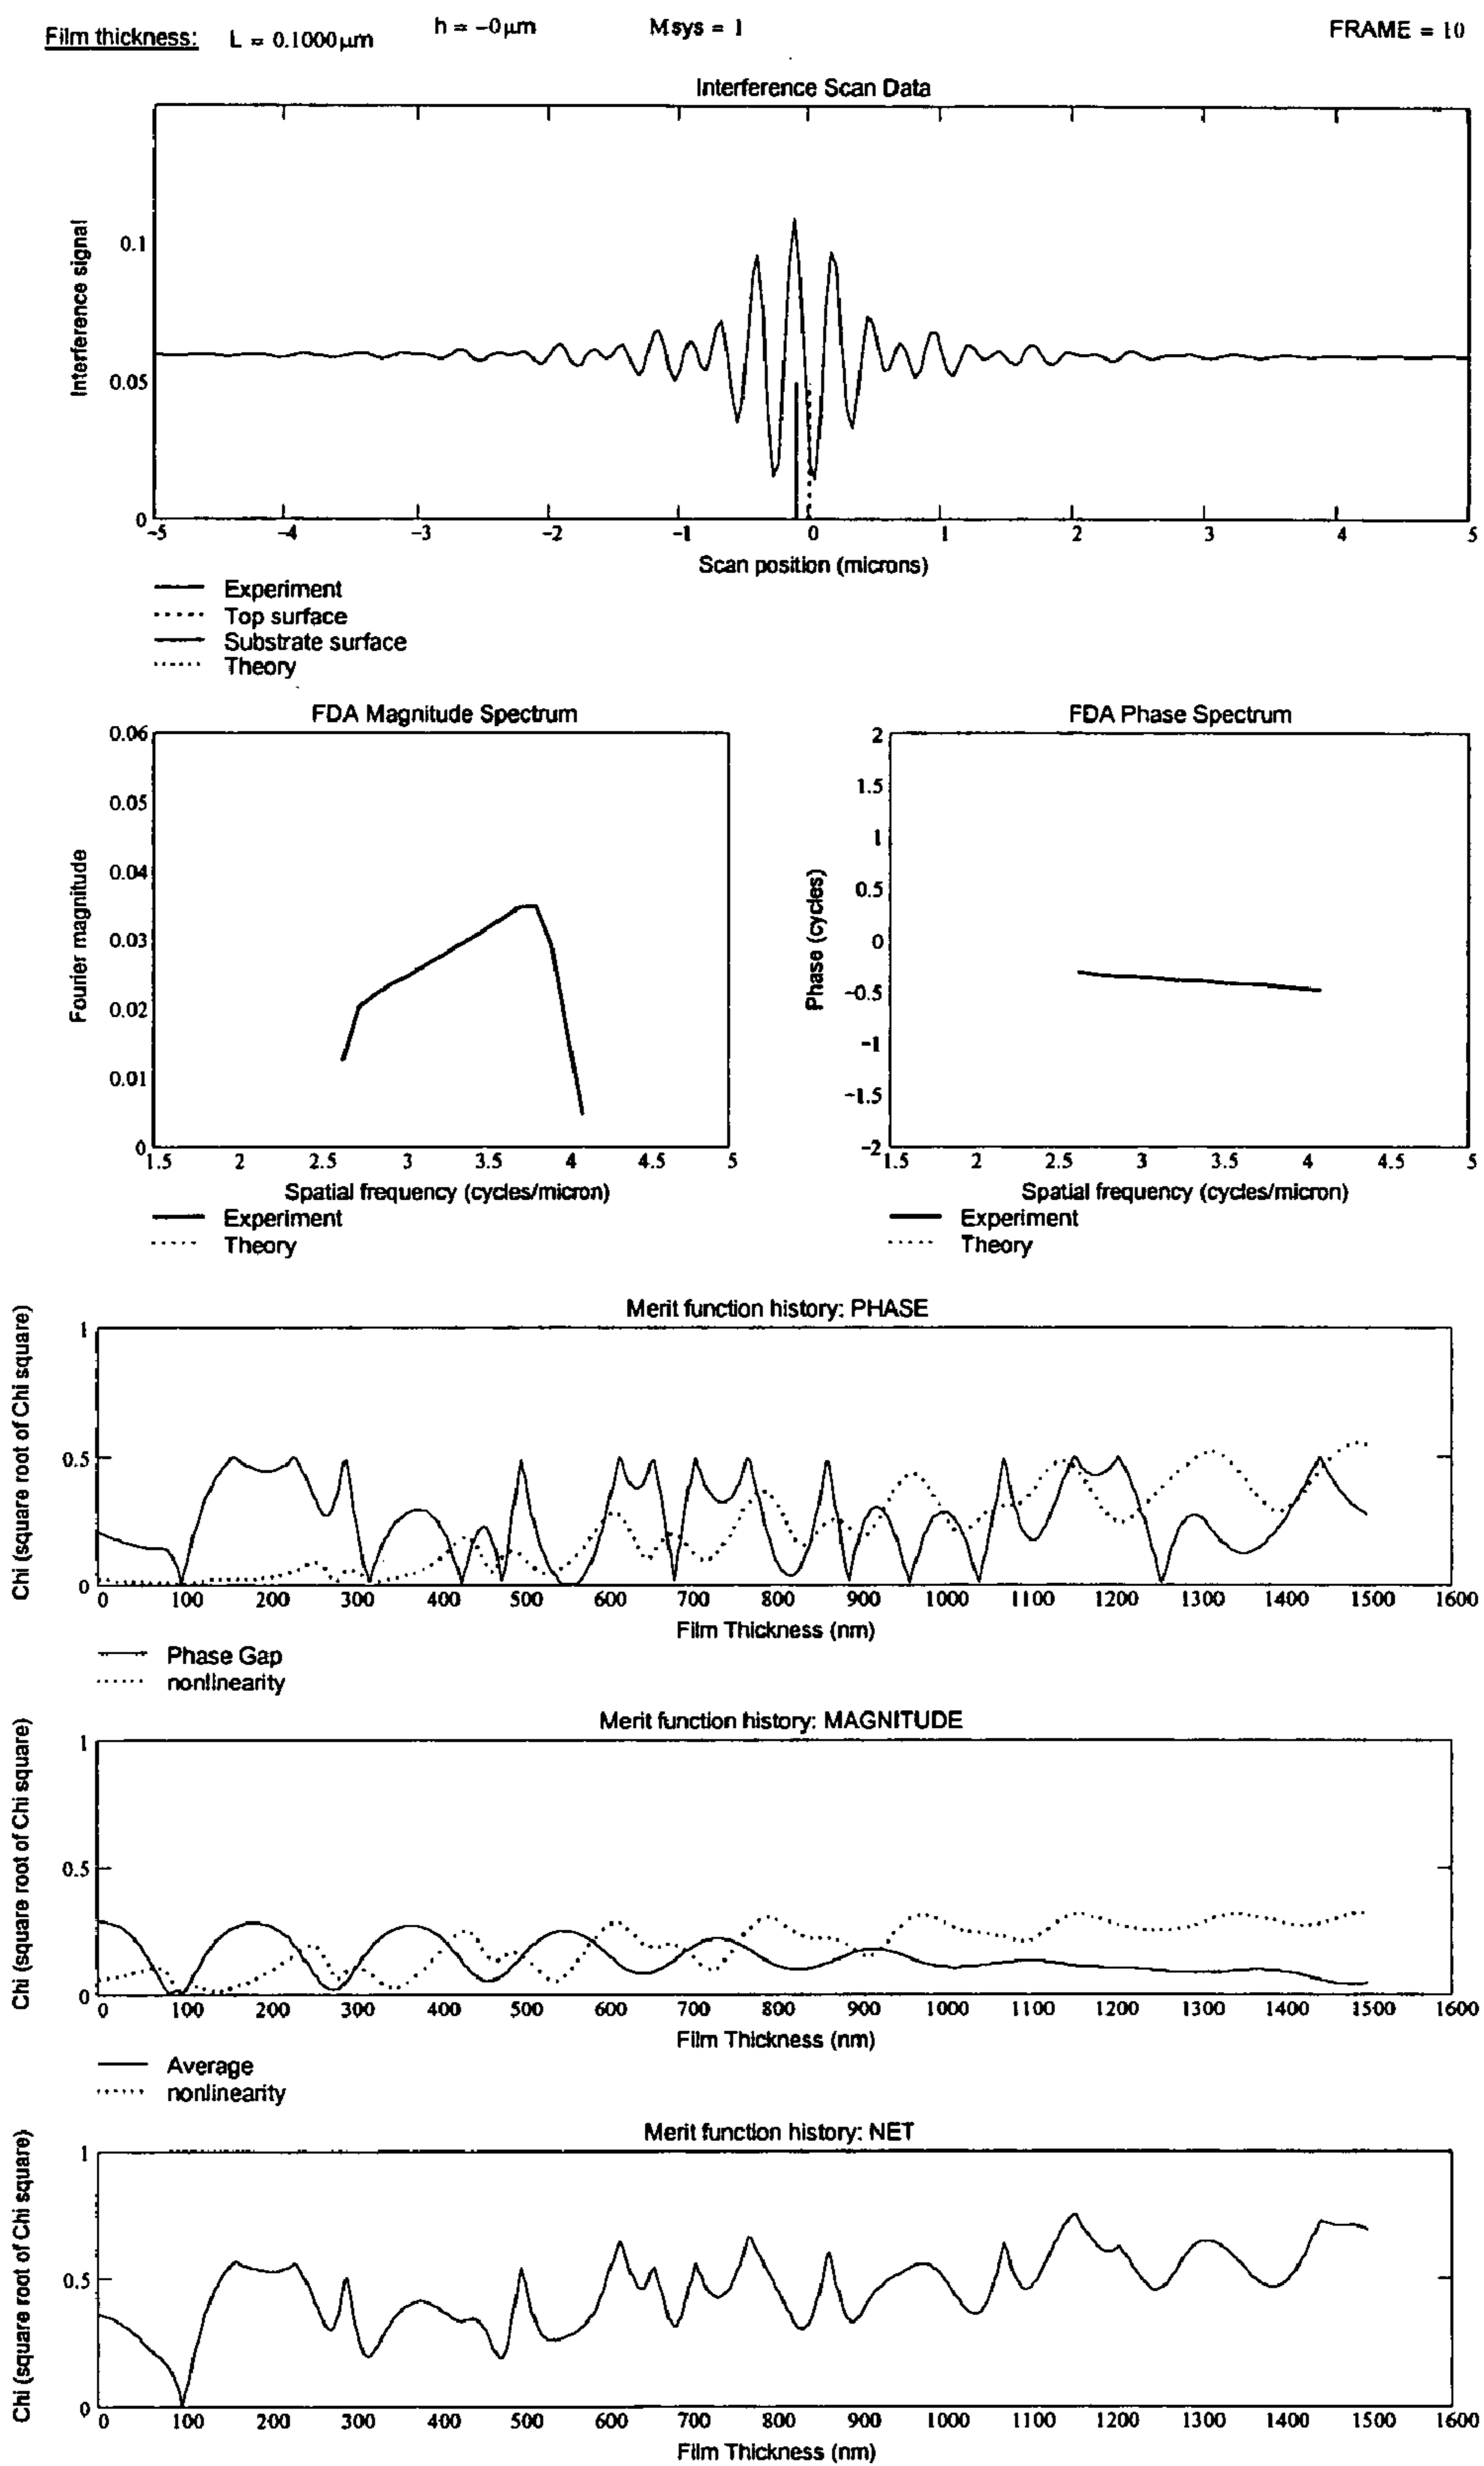 Film thickness: L = 0.1000µm h = -0µm Msys = 1 FRAME = 10
Interference Scan Data
Interference signal
0.1
0.05
0
-5 -4 -3 -2 -1 0 1 2 3 4 5
Scan position (microns)
Experiment
Top surface
Substrate surface
Theory
FDA Magnitude Spectrum
Fourier magnitude
0.06
0.05
0.04
0.03
0.02
0.01
0
1.5 2 2.5 3 3.5 4 4.5 5
Spatial frequency (cycles/micron)
Experiment
Theory
FDA Phase Spectrum
Phase (cycles)
2
1.5
1
0.5
0
-0.5
-1
-1.5
-2
1.5 2 2.5 3 3.5 4 4.5 5
Spatial frequency (cycles/micron)
Experiment
Theory
Merit function history: PHASE
Chi (square root of Chi square)
1
0.5
0
0 100 200 300 400 500 600 700 800 900 1000 1100 1200 1300 1400 1500 1600
Film Thickness (nm)
Phase Gap
nonlinearity
Merit function history: MAGNITUDE
Chi (square root of Chi square)
1
0.5
0
0 100 200 300 400 500 600 700 800 900 1000 1100 1200 1300 1400 1500 1600
Film Thickness (nm)
Average
nonlinearity
Merit function history: NET
Chi (square root of Chi square)
1
0.5
0
0 100 200 300 400 500 600 700 800 900 1000 1100 1200 1300 1400 1500 1600
Film Thickness (nm)